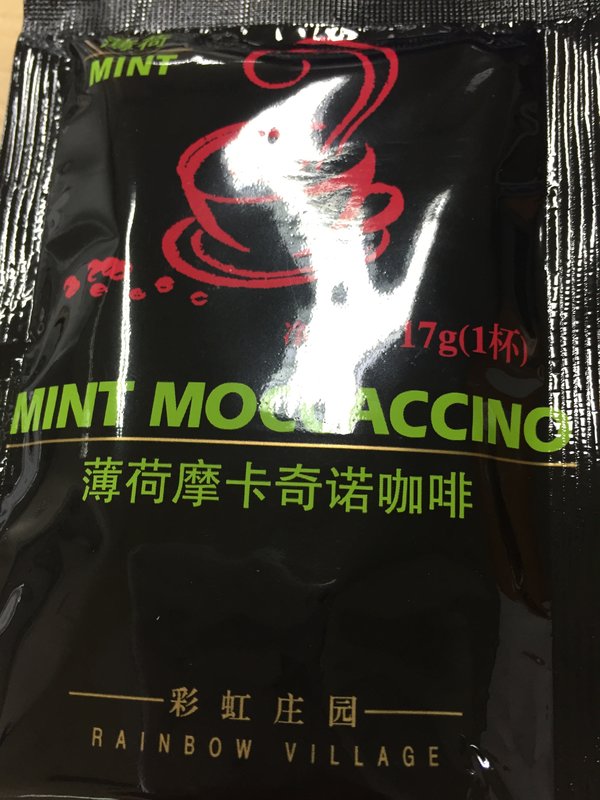 薄荷
MINT
17g(1杯)
MINT MOCCACCINO
薄荷摩卡奇诺咖啡
彩虹庄园
RAINBOW VILLAGE